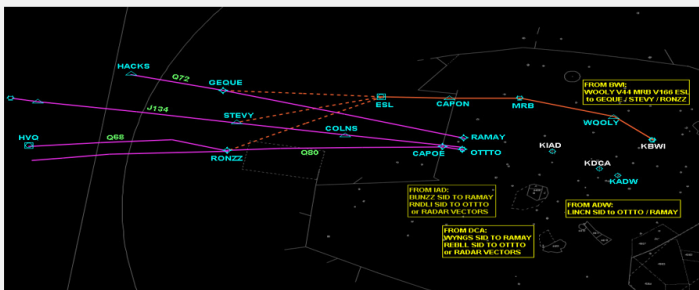 HACKS
Q72
GEQUE
J134
STEVY
ESL
CAPON
MRB
FROM BWI:
WOOLY V44 MRB V166 ESL
to GEQUE / STEVY / RONZZ
WOOLY
HVQ
Q68
COLNS
RAMAY
KBWI
RONZZ
Q80
CAPOE
OTTTO
KIAD
KDCA
KADW
FROM IAD:
BUNZZ SID TO RAMAY
RNDLI SID TO OTTTO
or RADAR VECTORS
FROM ADW:
LINCN SID to OTTTO / RAMAY
FROM DCA:
WYNGS SID TO RAMAY
REBLL SID TO OTTTO
or RADAR VECTORS